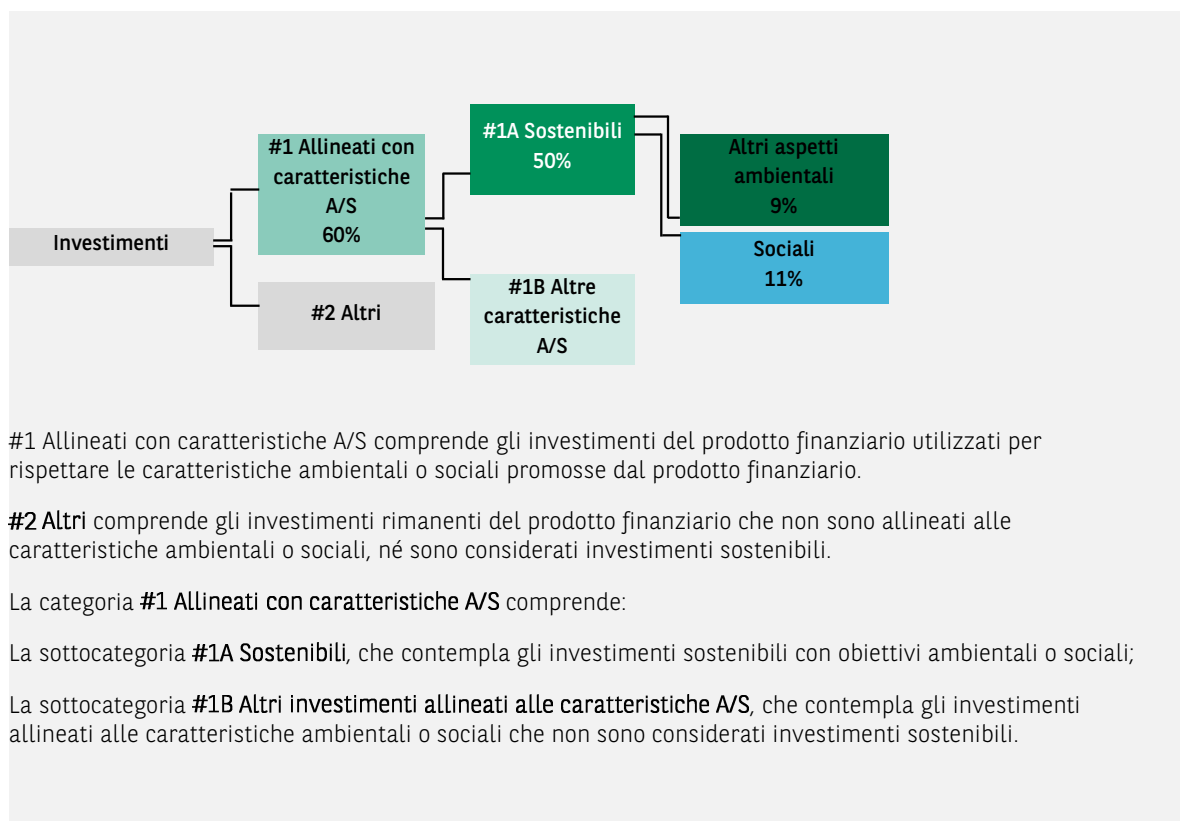 Investimenti
#1 Allineati con
caratteristiche
A/S
60%
#2 Altri
#1A Sostenibili
50%
#1B Altre
caratteristiche
A/S
Altri aspetti
ambientali
9%
Sociali
11%
#1 Allineati con caratteristiche A/S comprende gli investimenti del prodotto finanziario utilizzati per
rispettare le caratteristiche ambientali o sociali promosse dal prodotto finanziario.
#2 Altri comprende gli investimenti rimanenti del prodotto finanziario che non sono allineati alle
caratteristiche ambientali o sociali, né sono considerati investimenti sostenibili.
La categoria #1 Allineati con caratteristiche A/S comprende:
La sottocategoria #1A Sostenibili, che contempla gli investimenti sostenibili con obiettivi ambientali o sociali;
La sottocategoria #1B Altri investimenti allineati alle caratteristiche A/S, che contempla gli investimenti
allineati alle caratteristiche ambientali o sociali che non sono considerati investimenti sostenibili.